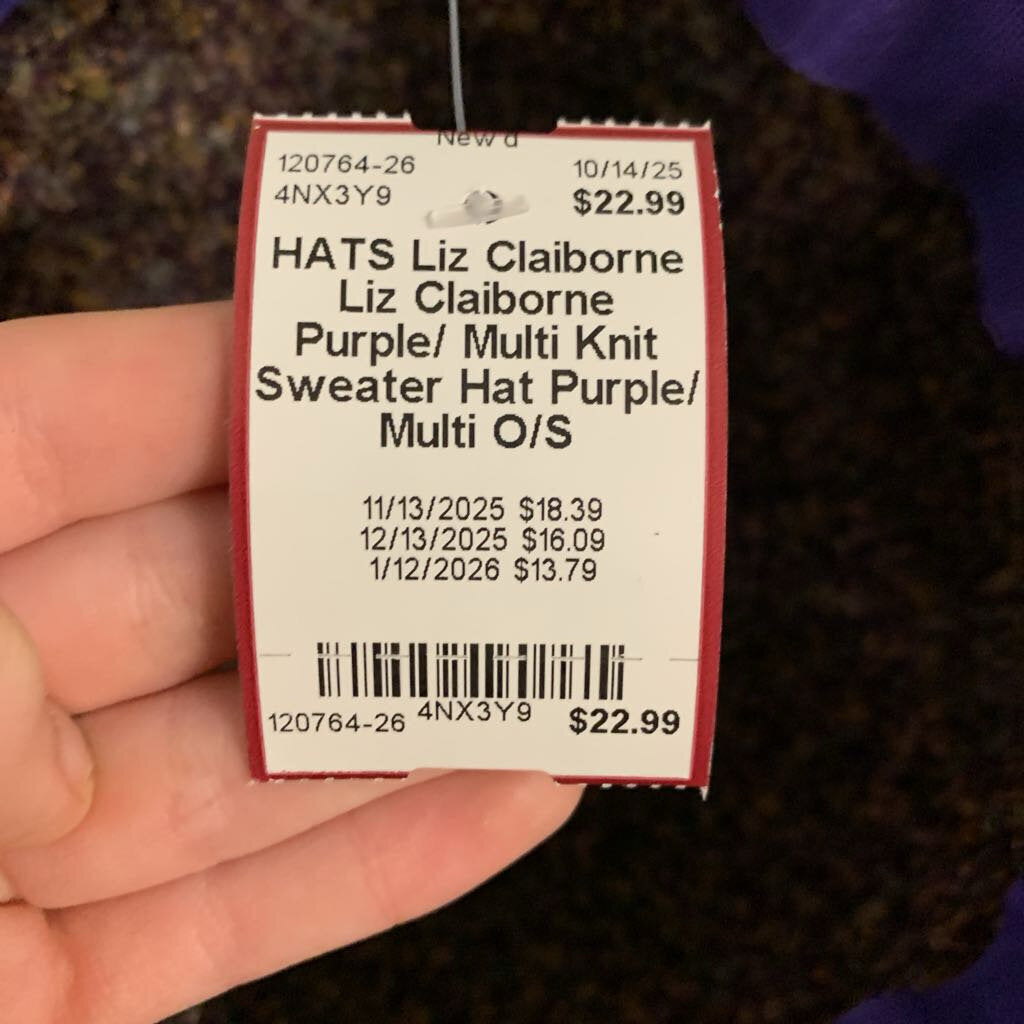 New d
120764-26 10/14/25
4NX3Y9 $22.99
HATS Liz Claiborne
Liz Claiborne
Purple/ Multi Knit
Sweater Hat Purple/
Multi O/S
11/13/2025 $18.39
12/13/2025 $16.09
1/12/2026 $13.79
120764-26 4NX3Y9 $22.99